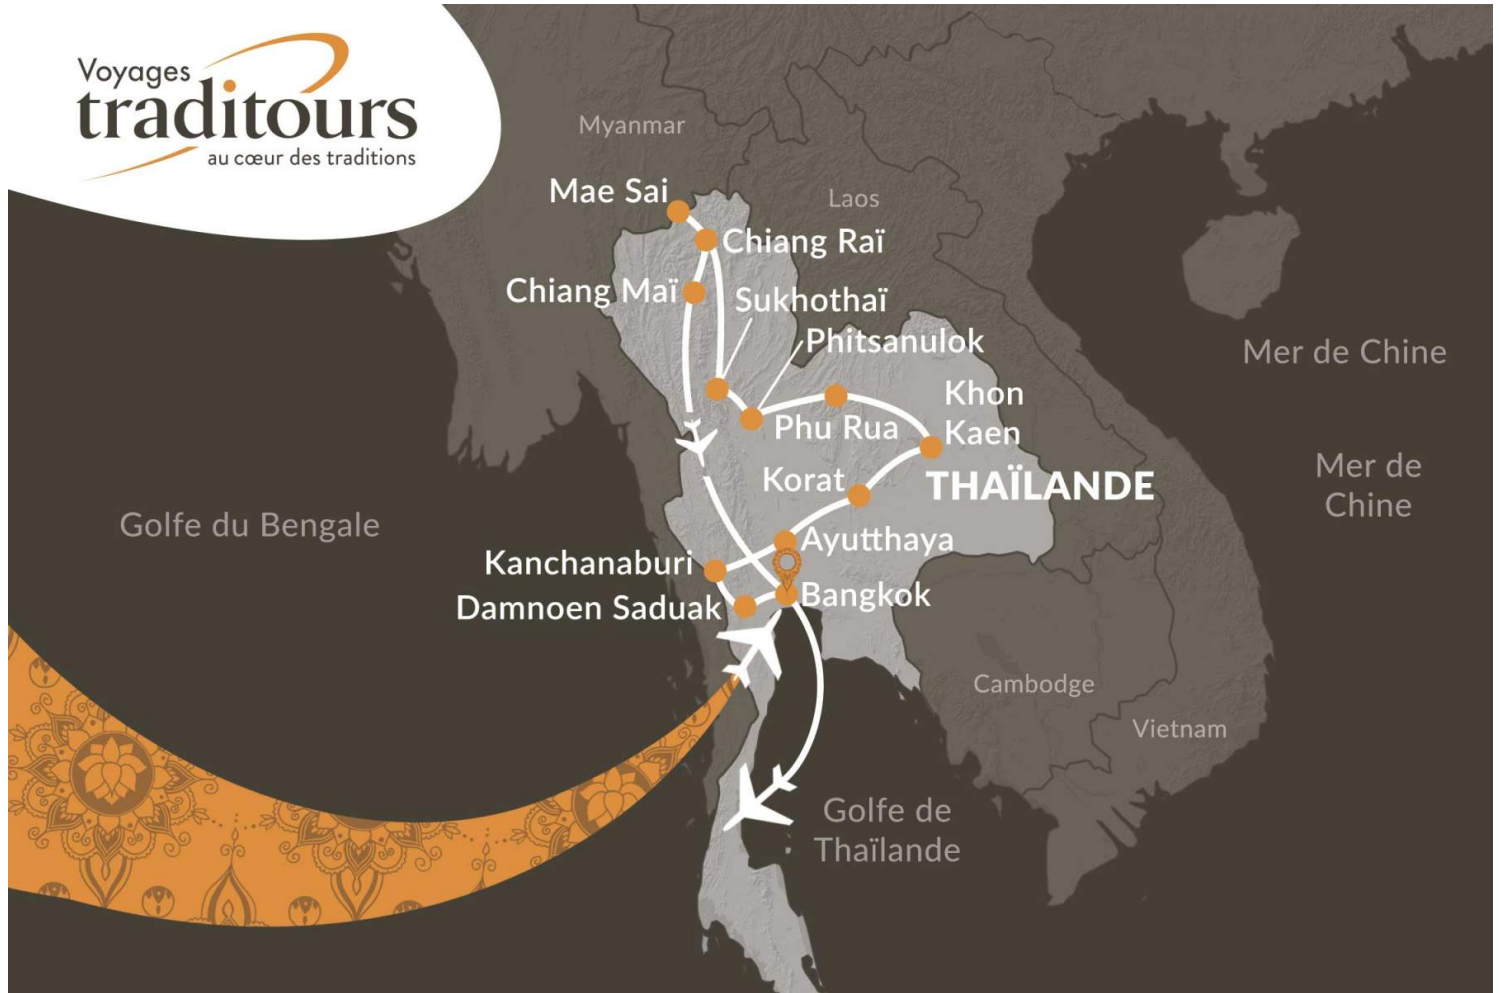 Voyages
traditours
au cœur des traditions
Myanmar
Mae Sai
Laos
Chiang Raï
Chiang Maï
Sukhothaï
Phitsanulok
Mer de Chine
Khon
Kaen
Phu Rua
Mer de
Chine
Korat
THAÏLANDE
Golfe du Bengale
Ayutthaya
Kanchanaburi
Bangkok
Damnoen Saduak
Cambodge
Vietnam
Golfe de
Thaïlande